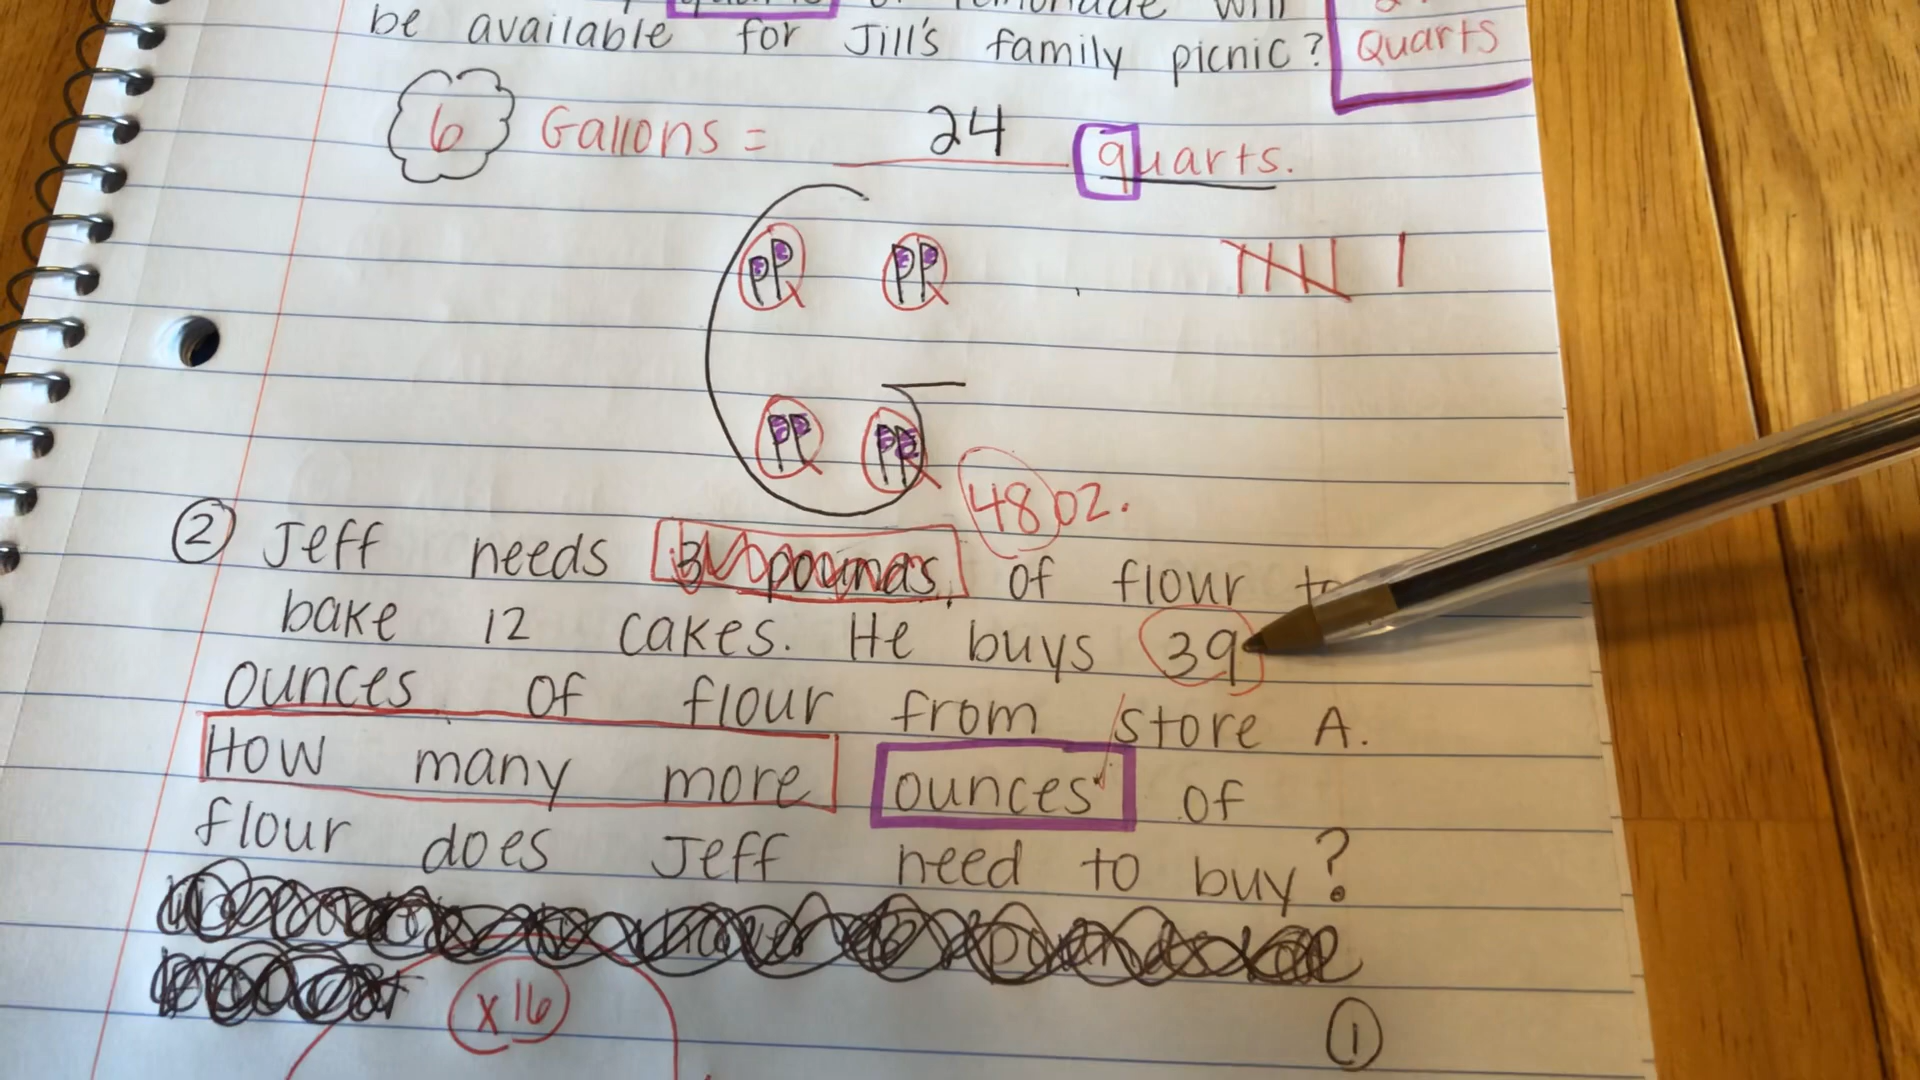 lemonade will
be available for Jill's family picnic?
Quarts
6 Gallons = 24 quarts.
PP PP
PP PP
48 oz.
② Jeff needs 3 pounds of flour to
bake 12 cakes. He buys 39
ounces of flour from store A.
How many more ounces of
flour does Jeff need to buy?
x16
①